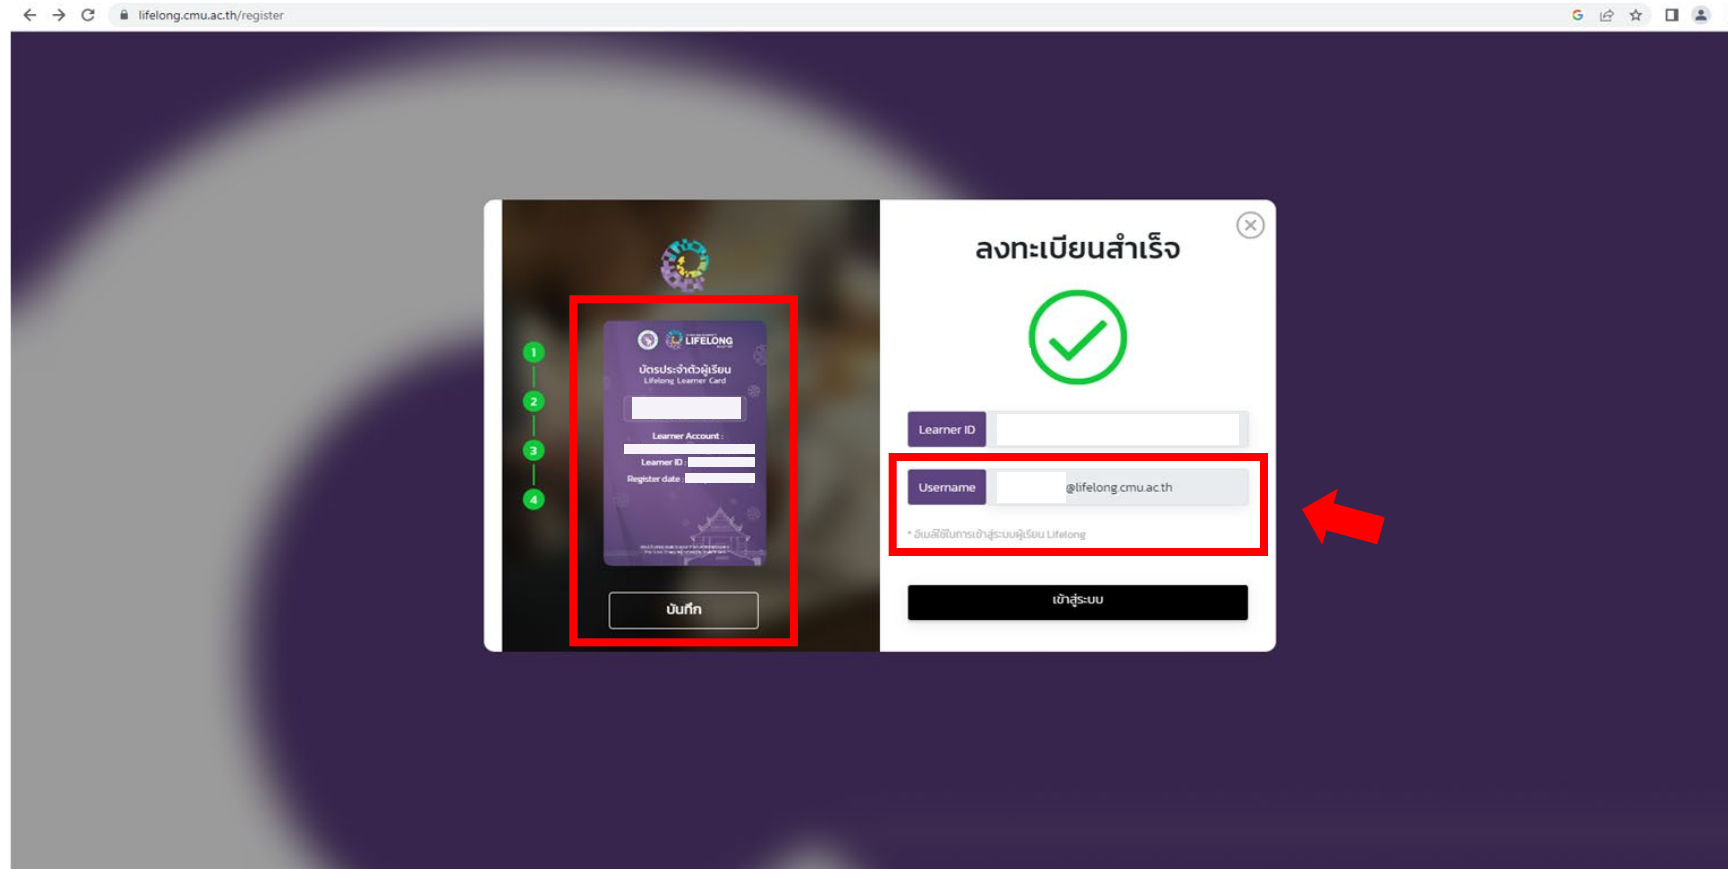 lifelong.cmu.ac.th/register
LIFELONG
บัตรประจำตัวผู้เรียน
Lifelong Learner Card
Learner Account :
Learner ID :
Register date :
บันทึก
1
2
3
4
ลงทะเบียนสำเร็จ
Learner ID
Username @lifelong.cmu.ac.th
* อีเมลใช้ในการเข้าสู่ระบบผู้เรียน Lifelong
เข้าสู่ระบบ